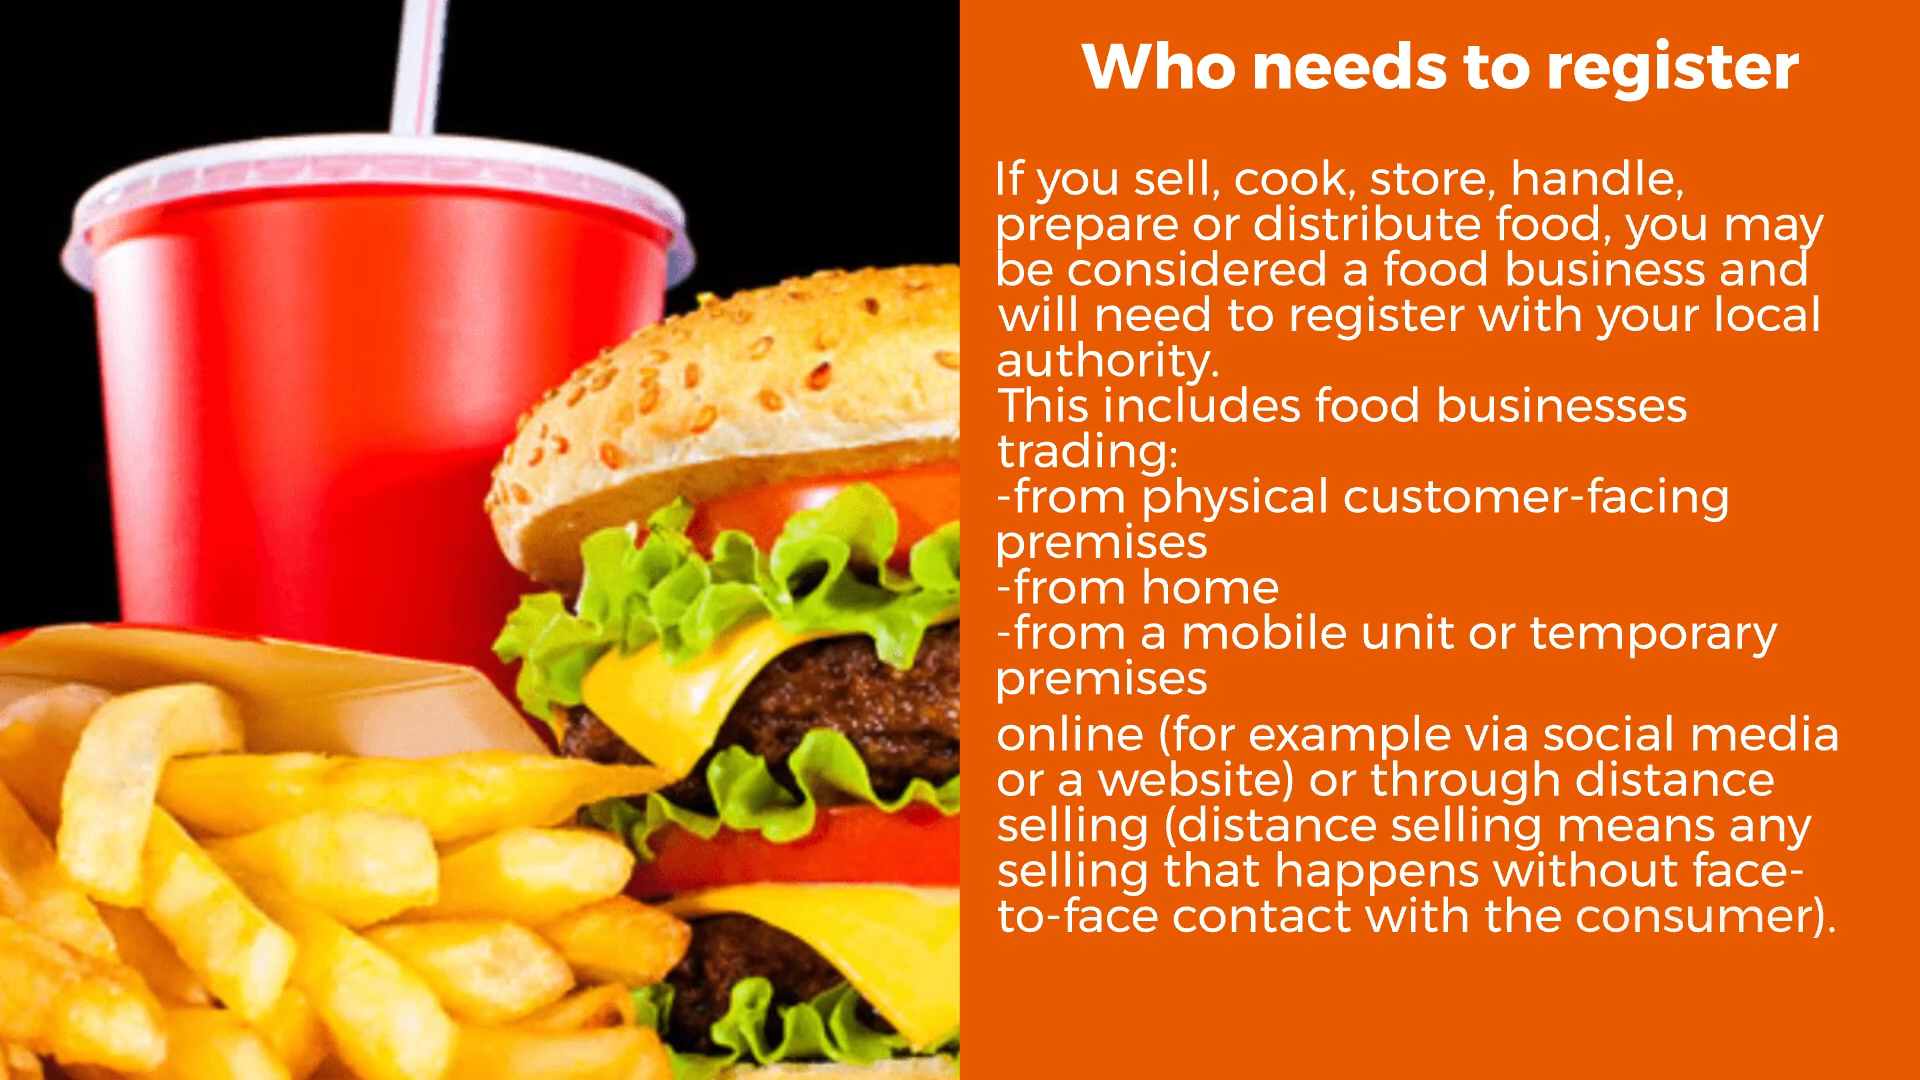 Who needs to register
If you sell, cook, store, handle,
prepare or distribute food, you may
be considered a food business and
will need to register with your local
authority.
This includes food businesses
trading:
-from physical customer-facing
premises
-from home
-from a mobile unit or temporary
premises
online (for example via social media
or a website) or through distance
selling (distance selling means any
selling that happens without face-
to-face contact with the consumer).